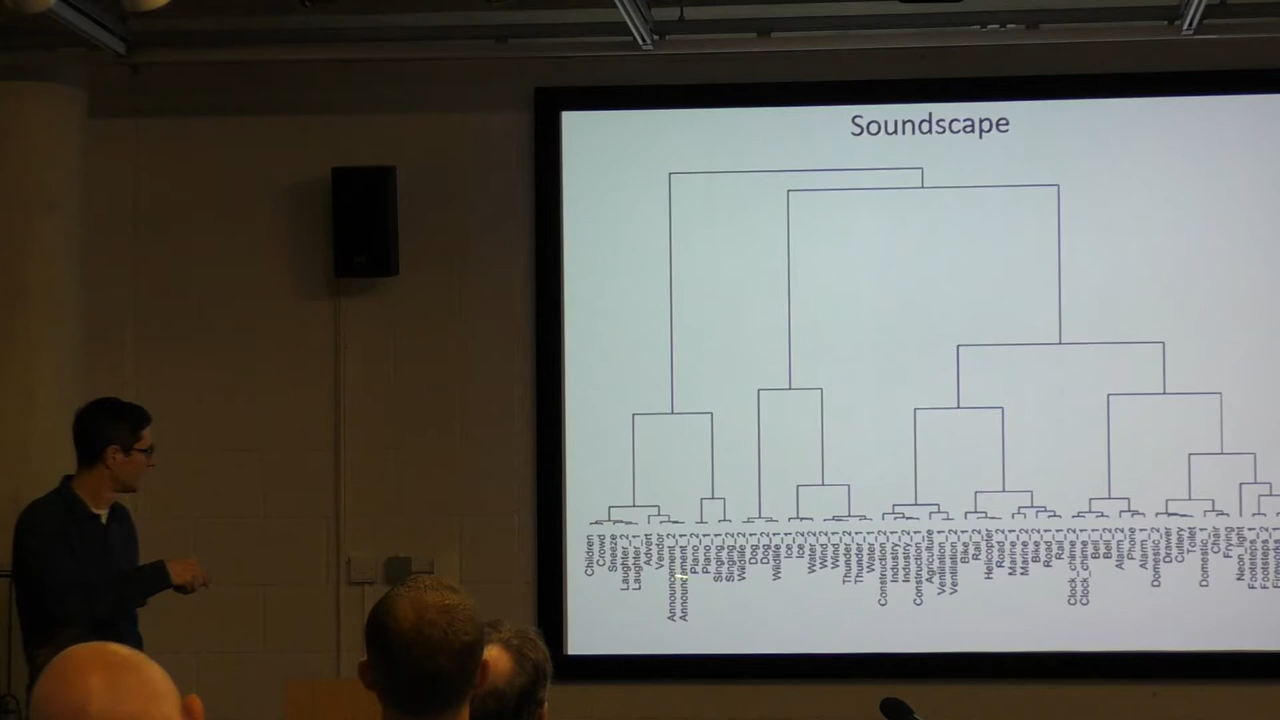 Soundscape
Children
Crowd
Sneeze
Laughter_2
Laughter_1
Advert
Vendor
Announcement_2
Announcement_1
Piano_2
Piano_1
Singing_1
Singing_2
Wildlife_2
Dog_1
Dog_2
Wildlife_1
Ice_1
Ice_2
Water_2
Wind_2
Wind_1
Thunder_2
Thunder_1
Water_1
Construction_2
Industry_1
Industry_2
Construction_1
Agriculture
Ventilation_1
Ventilation_2
Bike_1
Rail_2
Helicopter
Road_2
Marine_1
Marine_2
Bike_2
Road_1
Rail_1
Clock_chime_2
Clock_chime_1
Bell_1
Bell_2
Alarm_2
Phone
Alarm_1
Domestic_2
Drawer
Cutlery
Toilet
Domestic_1
Chair
Frying
Neon_light
Footsteps_1
Footsteps_2